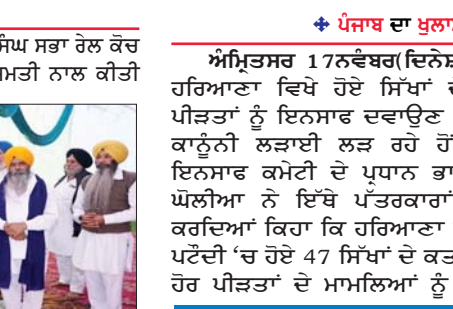 ਸਿੰਘ ਸਭਾ ਰੇਲ ਕੋਚ
ਨਾਲ ਕੀਤੀ
ਪੰਜਾਬ ਦਾ
ਅੰਮ੍ਰਿਤਸਰ 17ਨਵੰਬਰ(ਦਿਨੇਸ਼
ਹਰਿਆਣਾ ਵਿਖੇ ਹੋਏ ਸਿੱਖਾਂ
ਪੀੜਤਾਂ ਨੂੰ ਇਨਸਾਫ ਦਵਾਉਣ
ਕਾਨੂੰਨੀ ਲੜਾਈ ਲੜ ਰਹੇ ਹੋਂ
ਇਨਸਾਫ ਕਮੇਟੀ ਦੇ ਪ੍ਰਧਾਨ ਭਾ
ਘੋਲੀਆ ਨੇ ਇੱਥੇ ਪੱਤਰਕਾਰਾਂ
ਕਰਦਿਆਂ ਕਿਹਾ ਕਿ ਹਰਿਆਣਾ
ਪਟੌਦੀ ‘ਚ ਹੋਏ 47 ਸਿੱਖਾਂ ਦੇ ਕਤ
ਹੋਰ ਪੀੜਤਾਂ ਦੇ ਮਾਮਲਿਆਂ ਨੂੰ